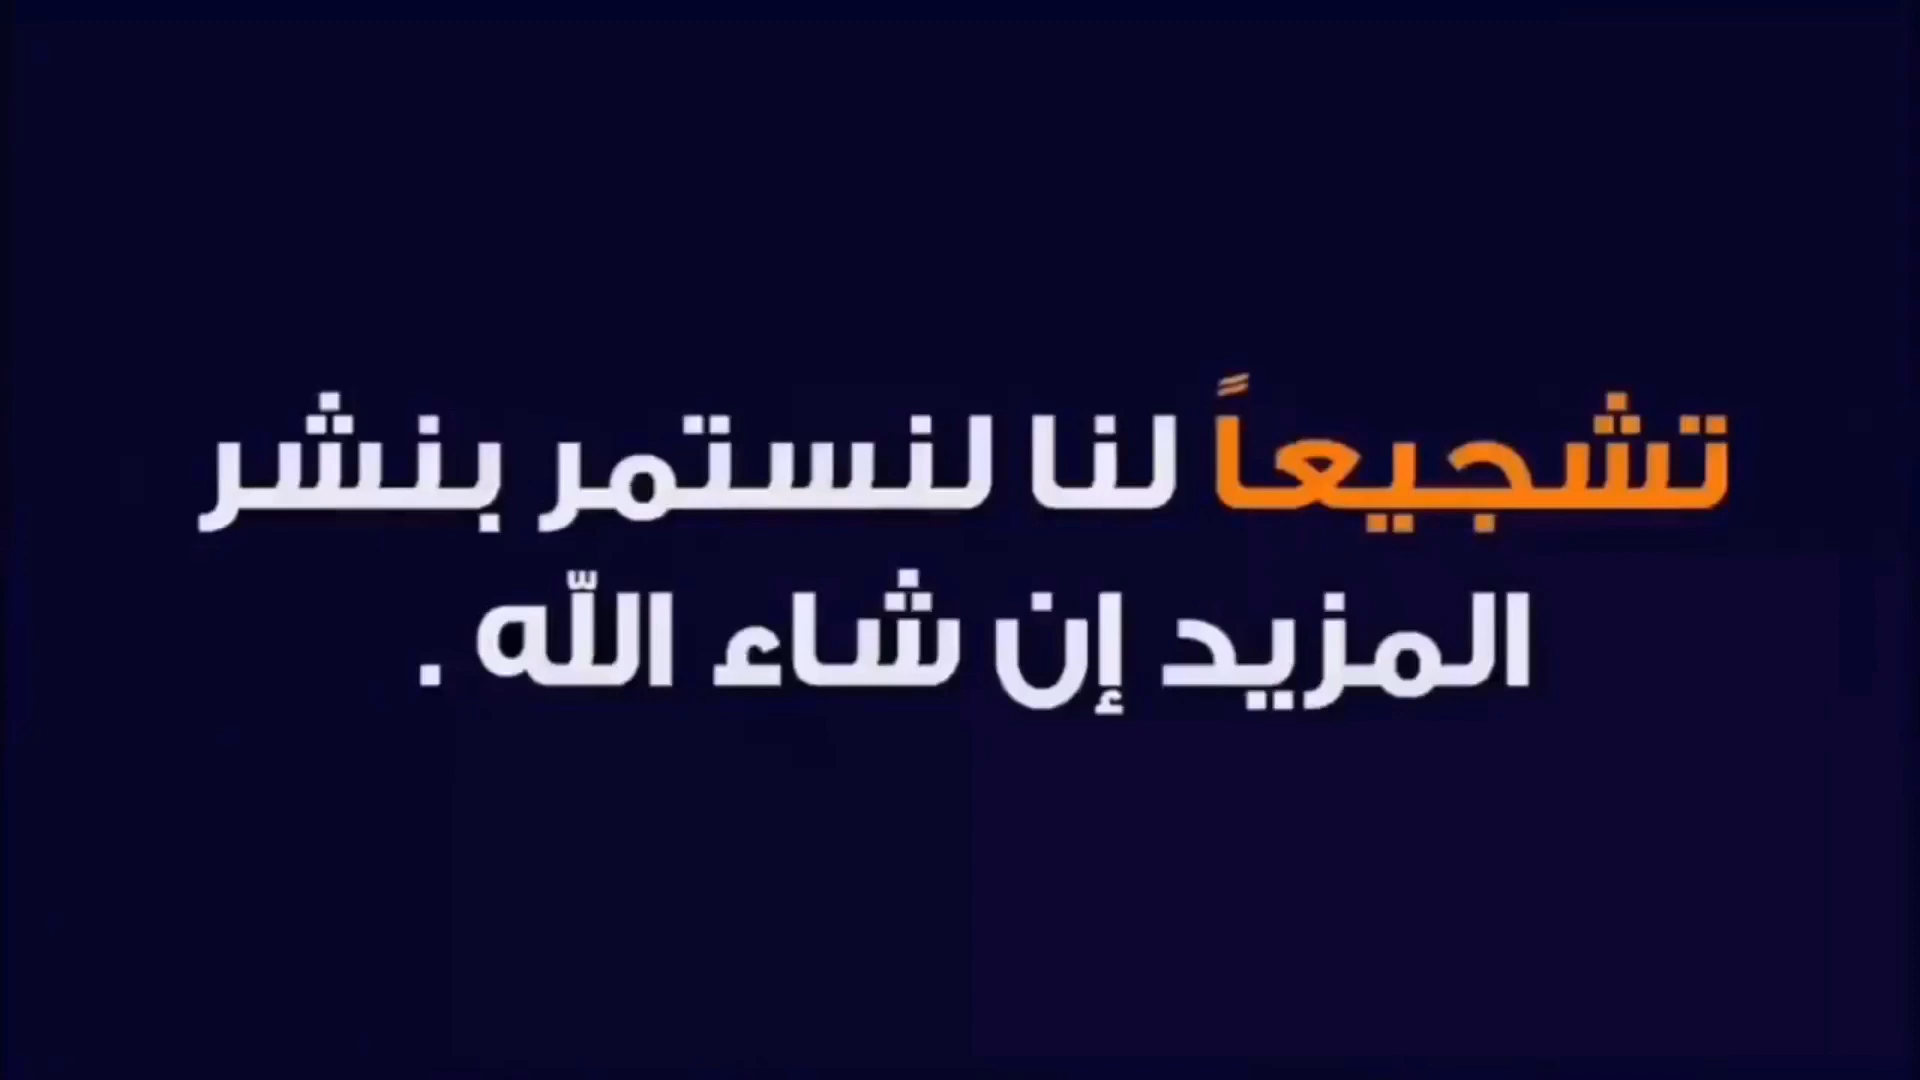 تشجيعاً لنا لنستمر بنشر
المزيد إن شاء اللّه .